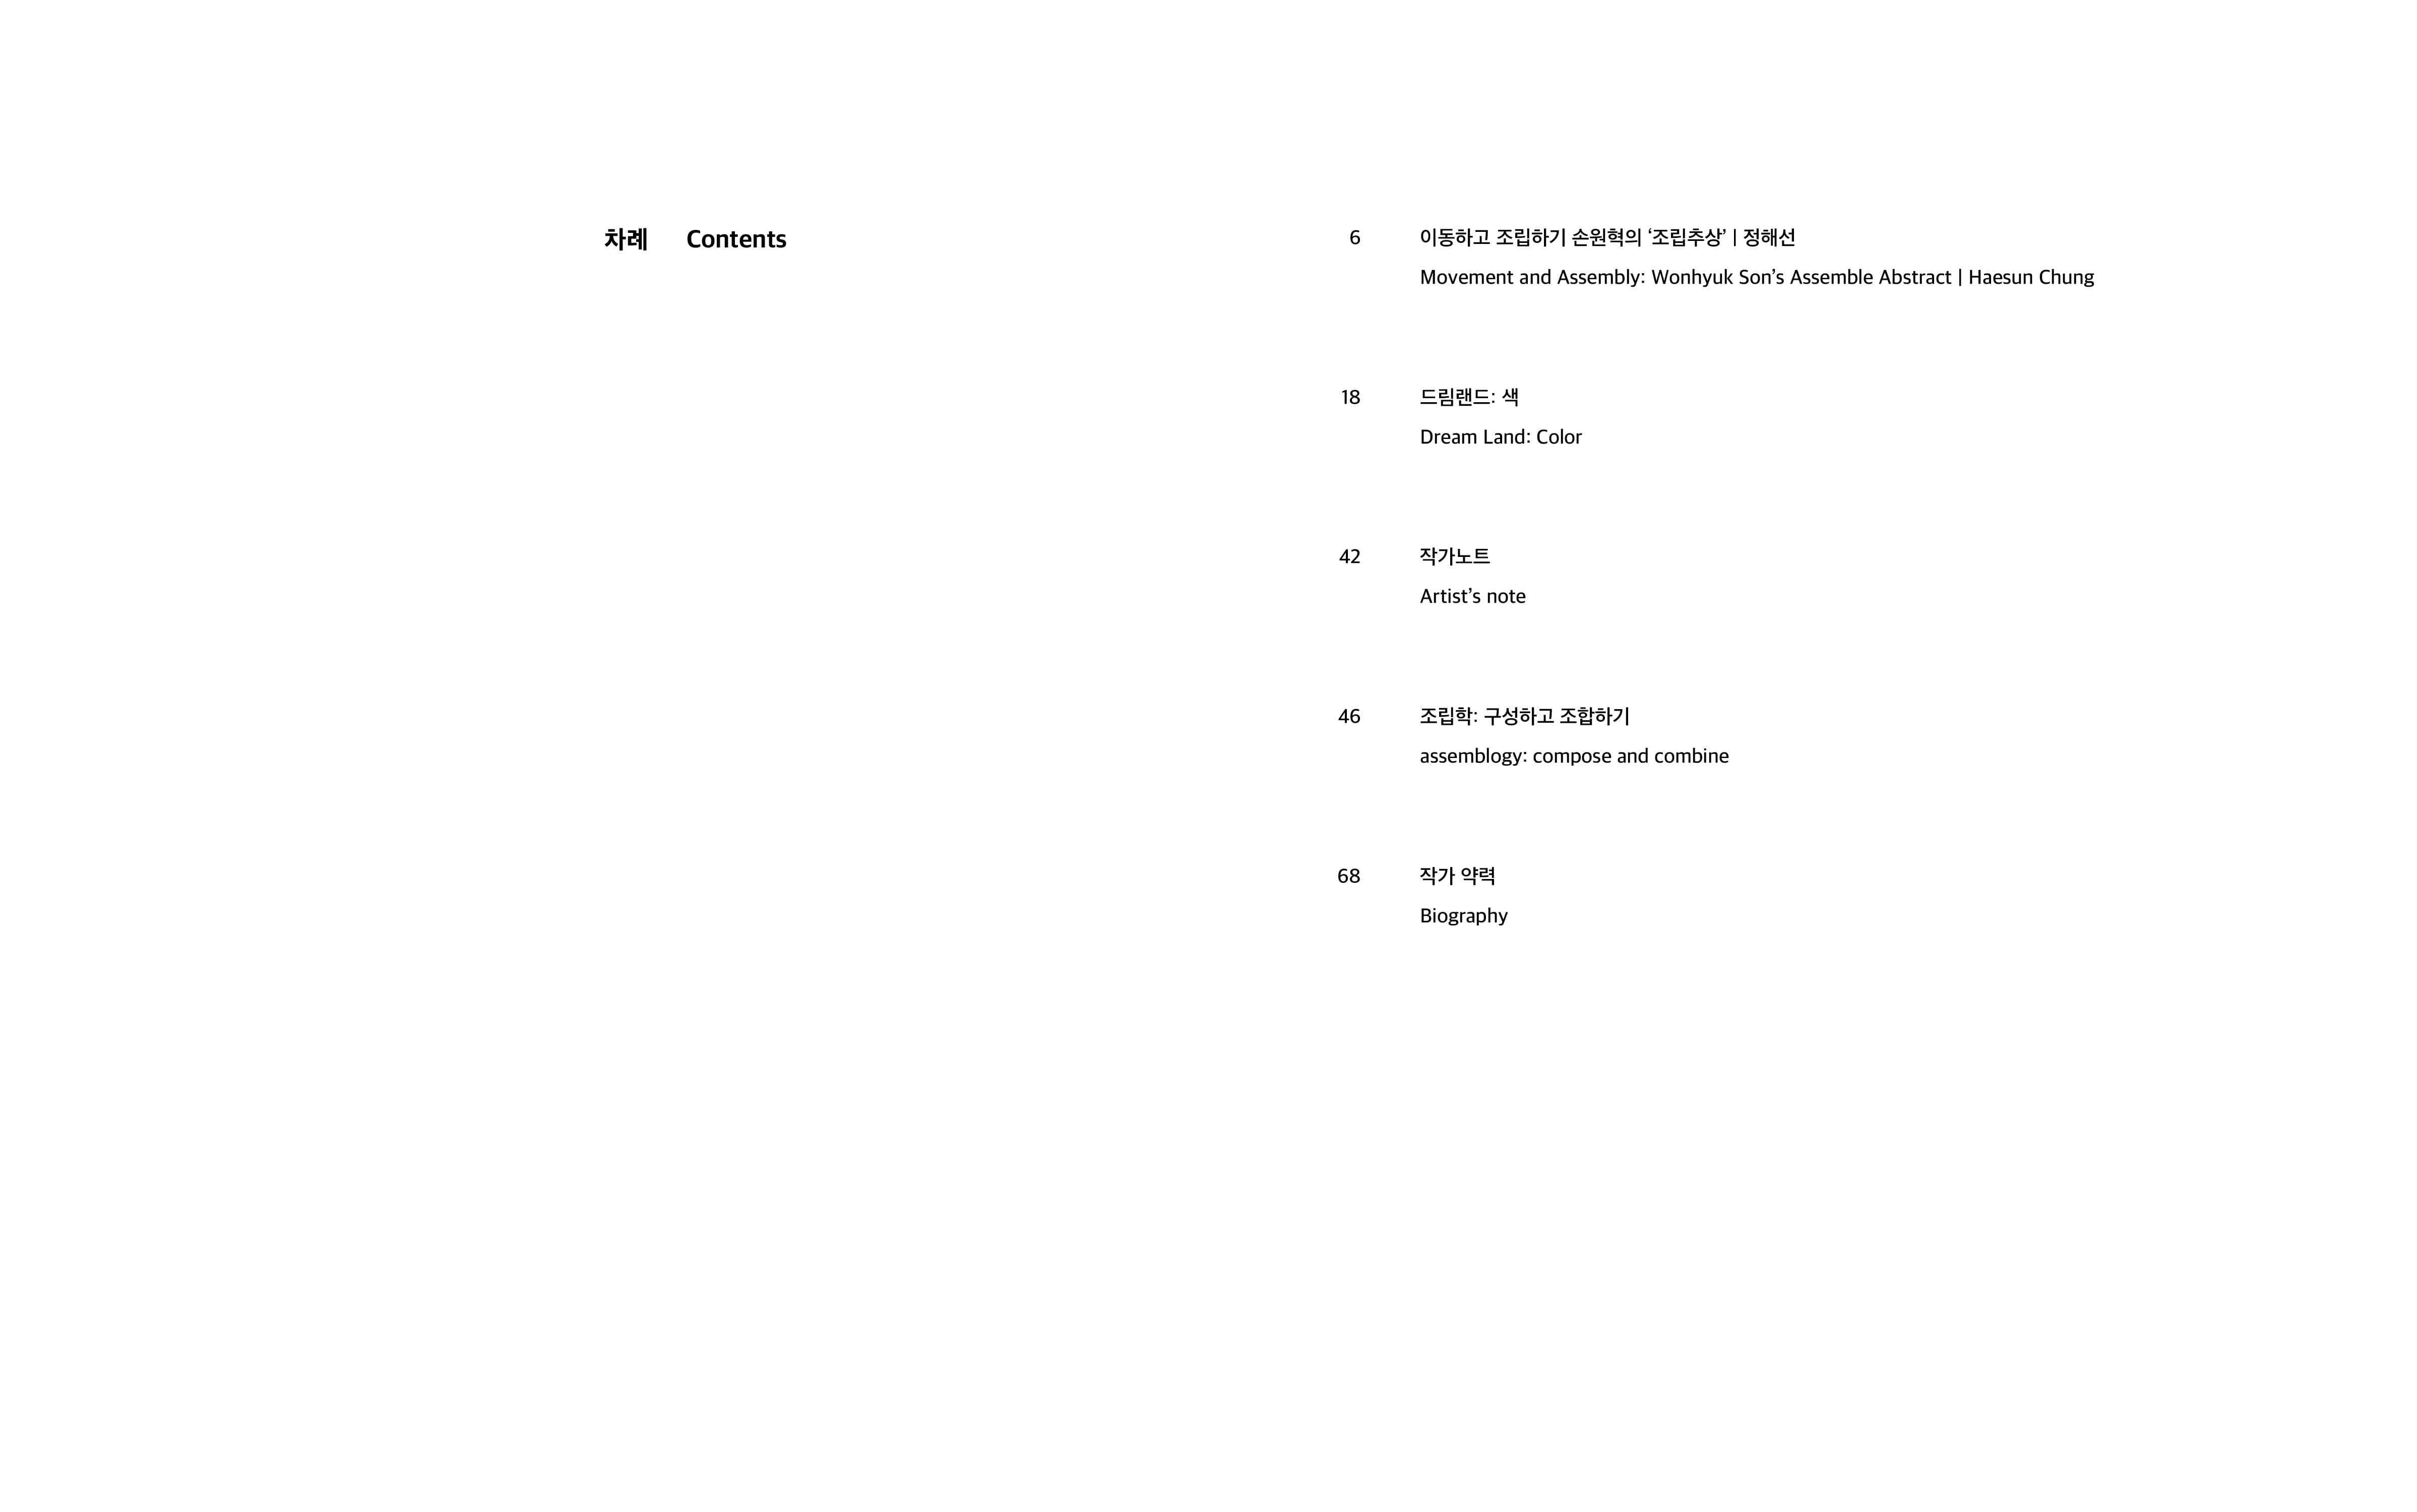 차례 Contents
6 이동하고 조립하기 손원혁의 ‘조립추상’ | 정해선
Movement and Assembly: Wonhyuk Son’s Assemble Abstract | Haesun Chung
18 드림랜드: 색
Dream Land: Color
42 작가노트
Artist’s note
46 조립학: 구성하고 조합하기
assemblogy: compose and combine
68 작가 약력
Biography